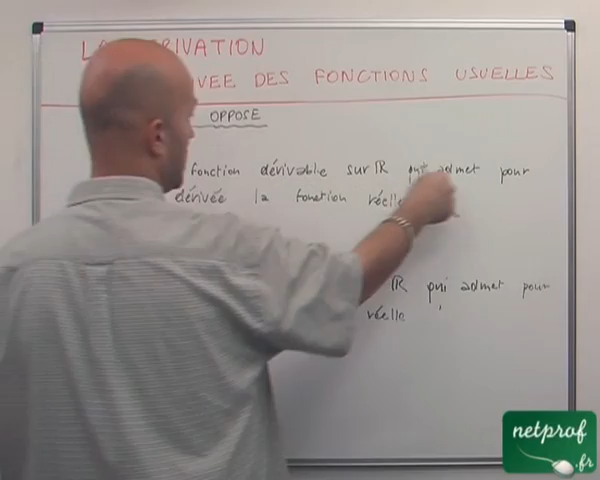 LA DERIVATION
VEE DES FONCTIONS USUELLES
OPPOSE
fonction dérivable sur IR qui admet pour
dérivée la fonction réelle
IR qui admet pour
réelle
netprof
.fr